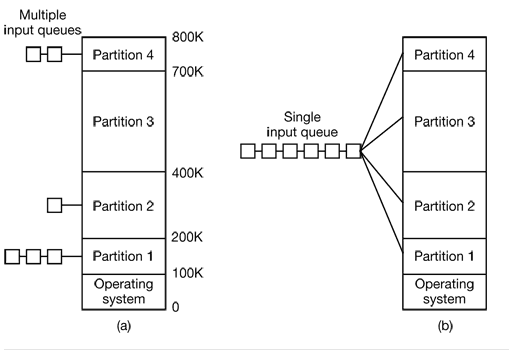 Multiple
input queues
800K
Partition 4
700K
Partition 3
400K
Partition 2
200K
Partition 1
100K
Operating
system
0
(a)
Single
input queue
Partition 4
Partition 3
Partition 2
Partition 1
Operating
system
(b)